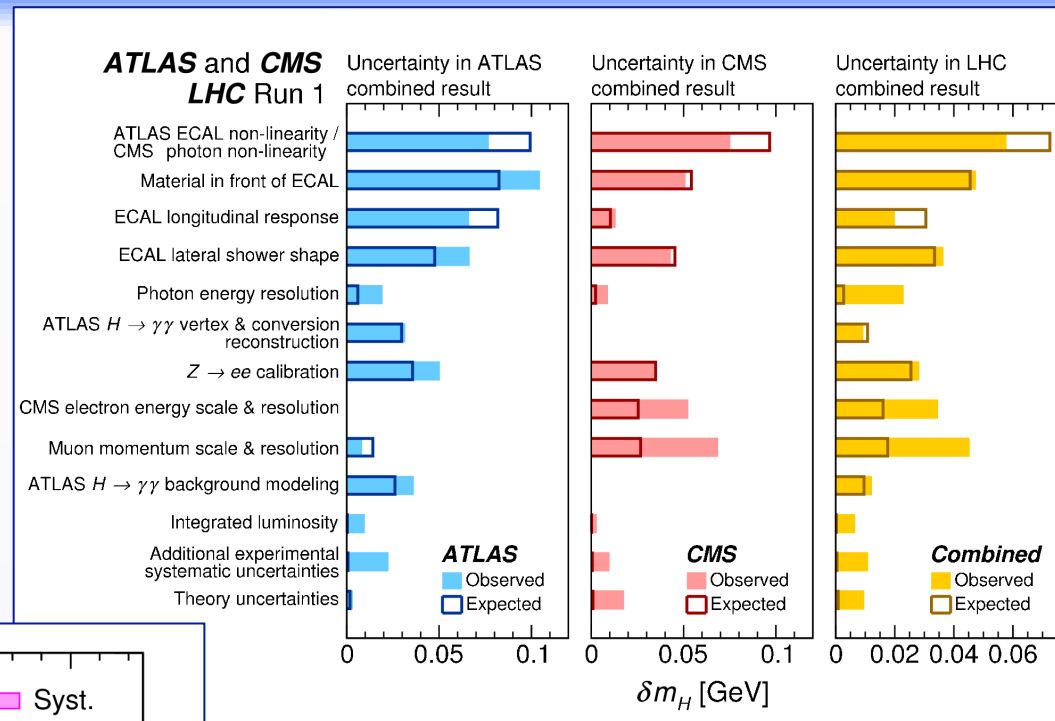 ATLAS and CMS
LHC Run 1
Uncertainty in ATLAS
combined result
Uncertainty in CMS
combined result
Uncertainty in LHC
combined result
ATLAS ECAL non-linearity /
CMS photon non-linearity
Material in front of ECAL
ECAL longitudinal response
ECAL lateral shower shape
Photon energy resolution
ATLAS H → γγ vertex & conversion
reconstruction
Z → ee calibration
CMS electron energy scale & resolution
Muon momentum scale & resolution
ATLAS H → γγ background modeling
Integrated luminosity
Additional experimental
systematic uncertainties
Theory uncertainties
ATLAS
Observed
Expected
CMS
Observed
Expected
Combined
Observed
Expected
0 0.05 0.1
0 0.05 0.1
0 0.02 0.04 0.06
δmH [GeV]
Syst.